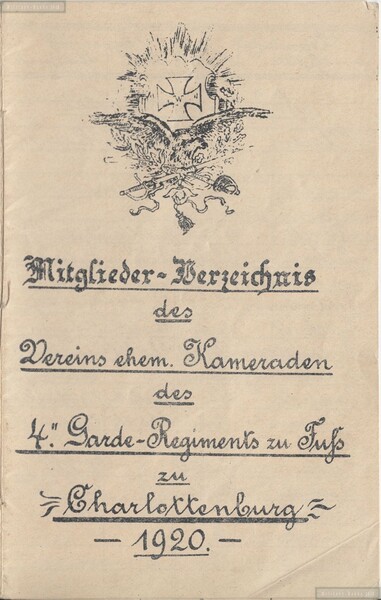 Mitglieder-Verzeichnis
des
Vereins ehem. Kameraden
des
4." Garde-Regiments zu Fuß
zu
Charlottenburg
— 1920. —